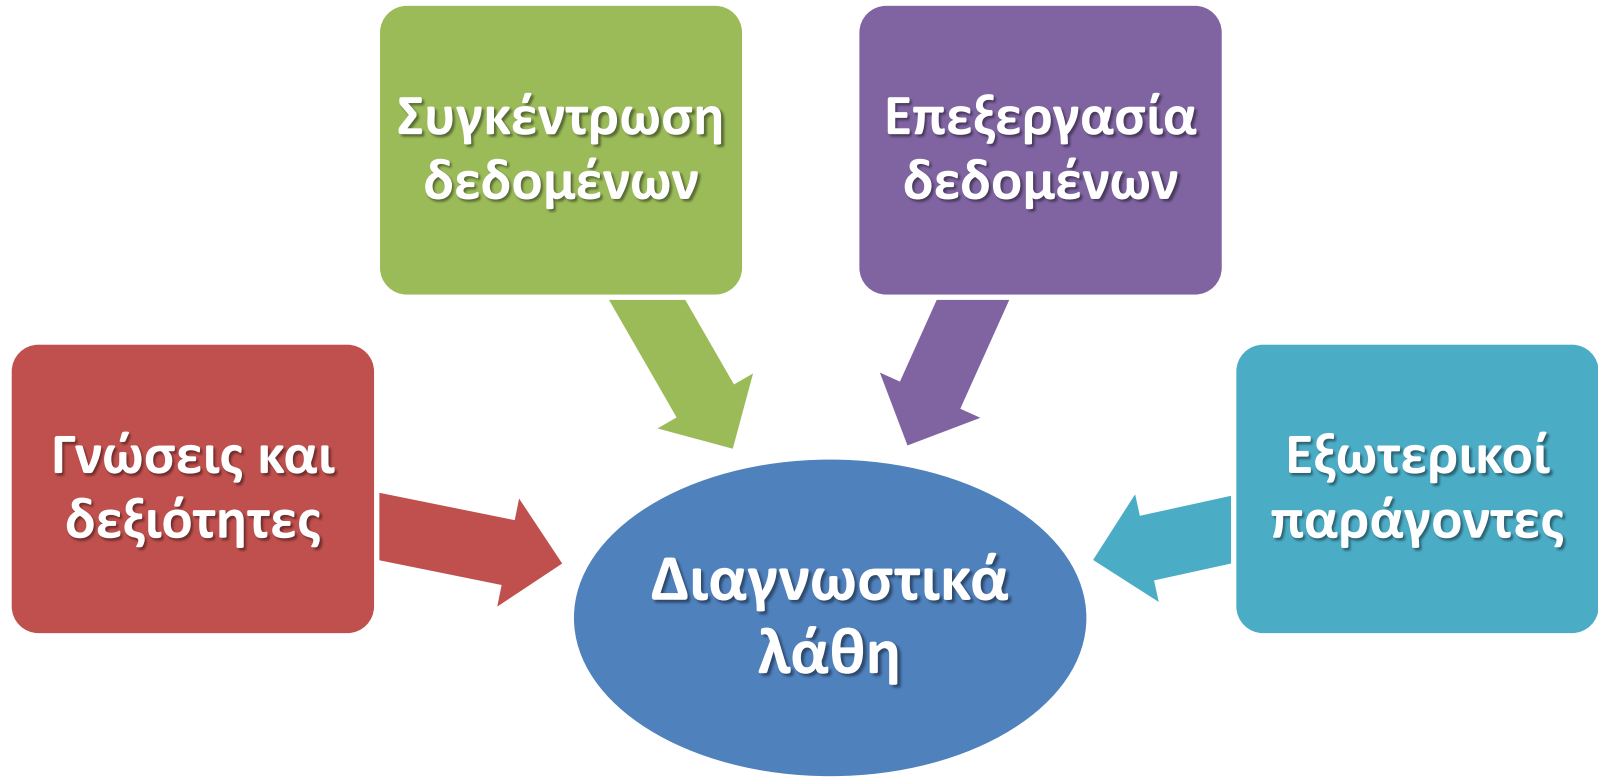 Συγκέντρωση
δεδομένων
Επεξεργασία
δεδομένων
Γνώσεις και
δεξιότητες
Εξωτερικοί
παράγοντες
Διαγνωστικά
λάθη